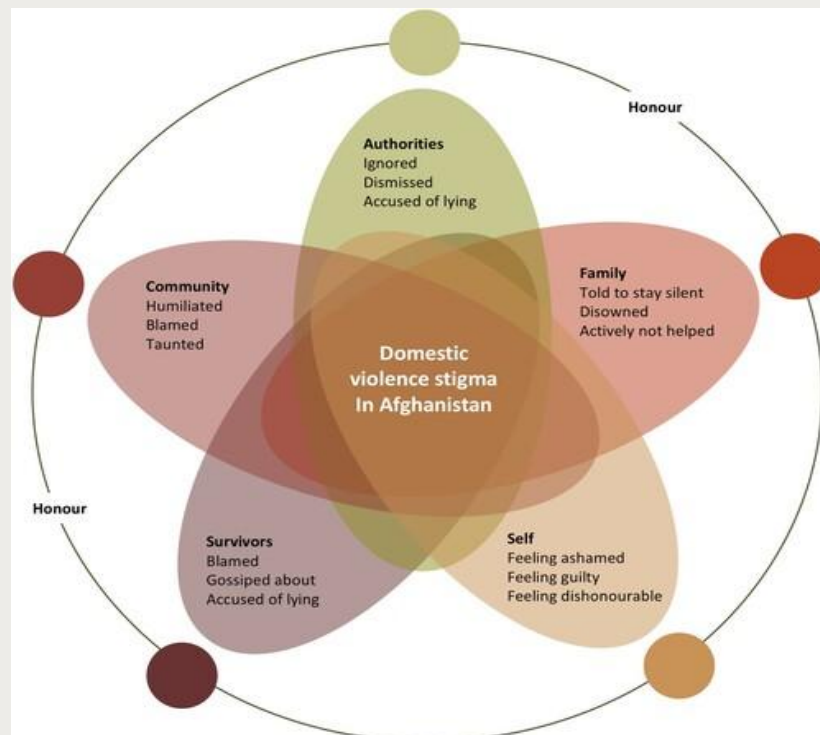 Honour
Authorities
Ignored
Dismissed
Accused of lying
Community
Humiliated
Blamed
Taunted
Family
Told to stay silent
Disowned
Actively not helped
Domestic
violence stigma
In Afghanistan
Honour
Survivors
Blamed
Gossiped about
Accused of lying
Self
Feeling ashamed
Feeling guilty
Feeling dishonourable